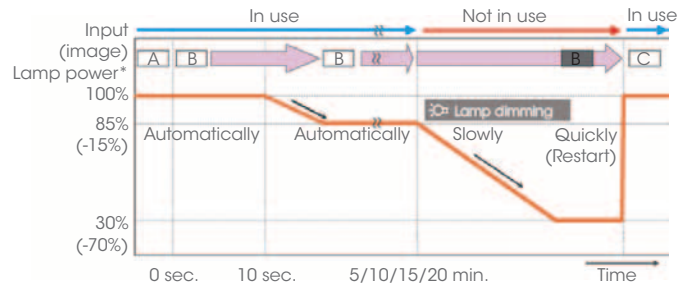 In use Not in use In use
Input
(image)
A B B B C
Lamp power*
100%
Lamp dimming
85%
Automatically Automatically Slowly Quickly
(-15%)
(Restart)
30%
(-70%)
0 sec. 10 sec. 5/10/15/20 min. Time